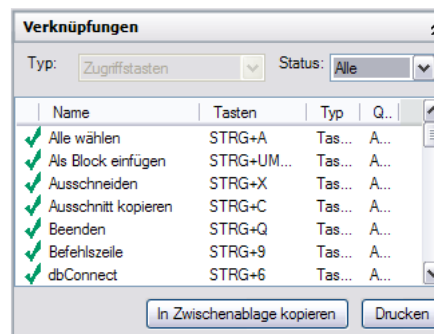 Verknüpfungen
Typ: Zugriffstasten Status: Alle
Name Tasten Typ Q..
Alle wählen STRG+A Tas... A...
Als Block einfügen STRG+UM... Tas... A...
Ausschneiden STRG+X Tas... A...
Ausschnitt kopieren STRG+C Tas... A...
Beenden STRG+Q Tas... A...
Befehlszeile STRG+9 Tas... A...
dbConnect STRG+6 Tas... A...
In Zwischenablage kopieren Drucken